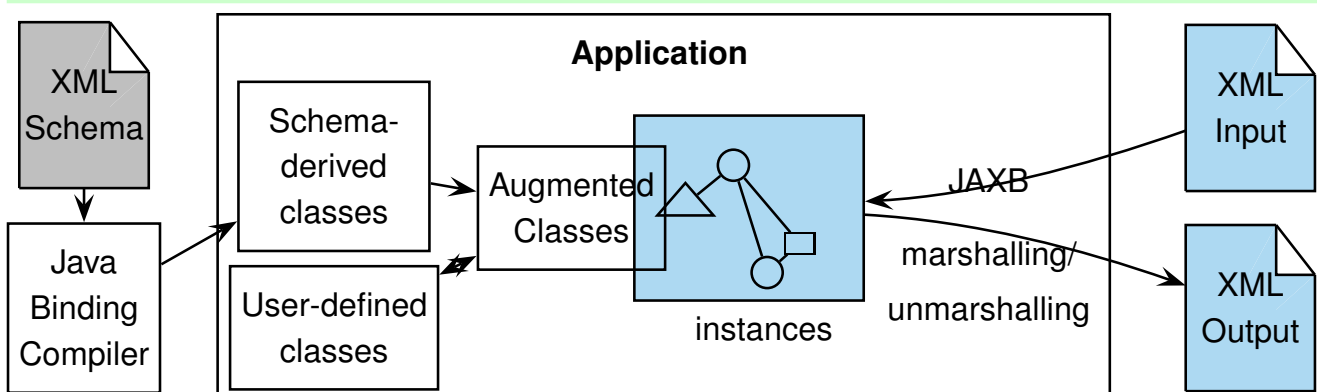 Application
XML
Schema
Java
Binding
Compiler
Schema-
derived
classes
User-defined
classes
Augmented
Classes
instances
JAXB
marshalling/
unmarshalling
XML
Input
XML
Output